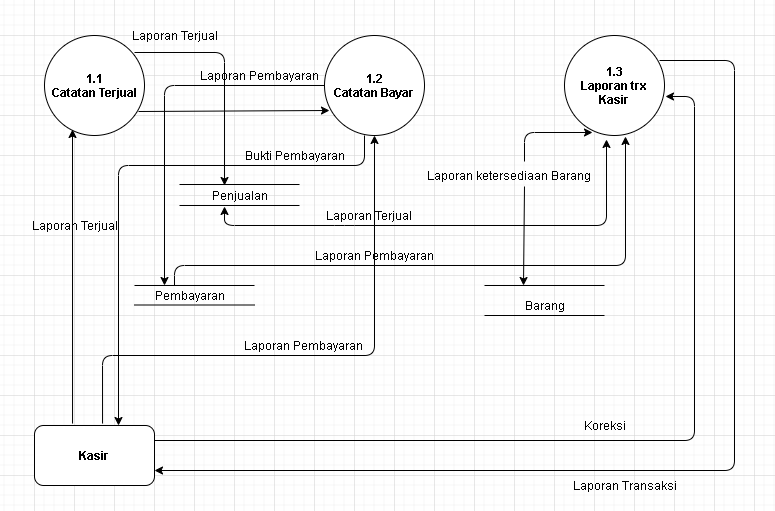 Laporan Terjual
1.1
Catatan Terjual
Laporan Pembayaran
1.2
Catatan Bayar
1.3
Laporan trx
Kasir
Bukti Pembayaran
Laporan ketersediaan Barang
Penjualan
Laporan Terjual
Laporan Terjual
Laporan Pembayaran
Pembayaran
Barang
Laporan Pembayaran
Koreksi
Kasir
Laporan Transaksi